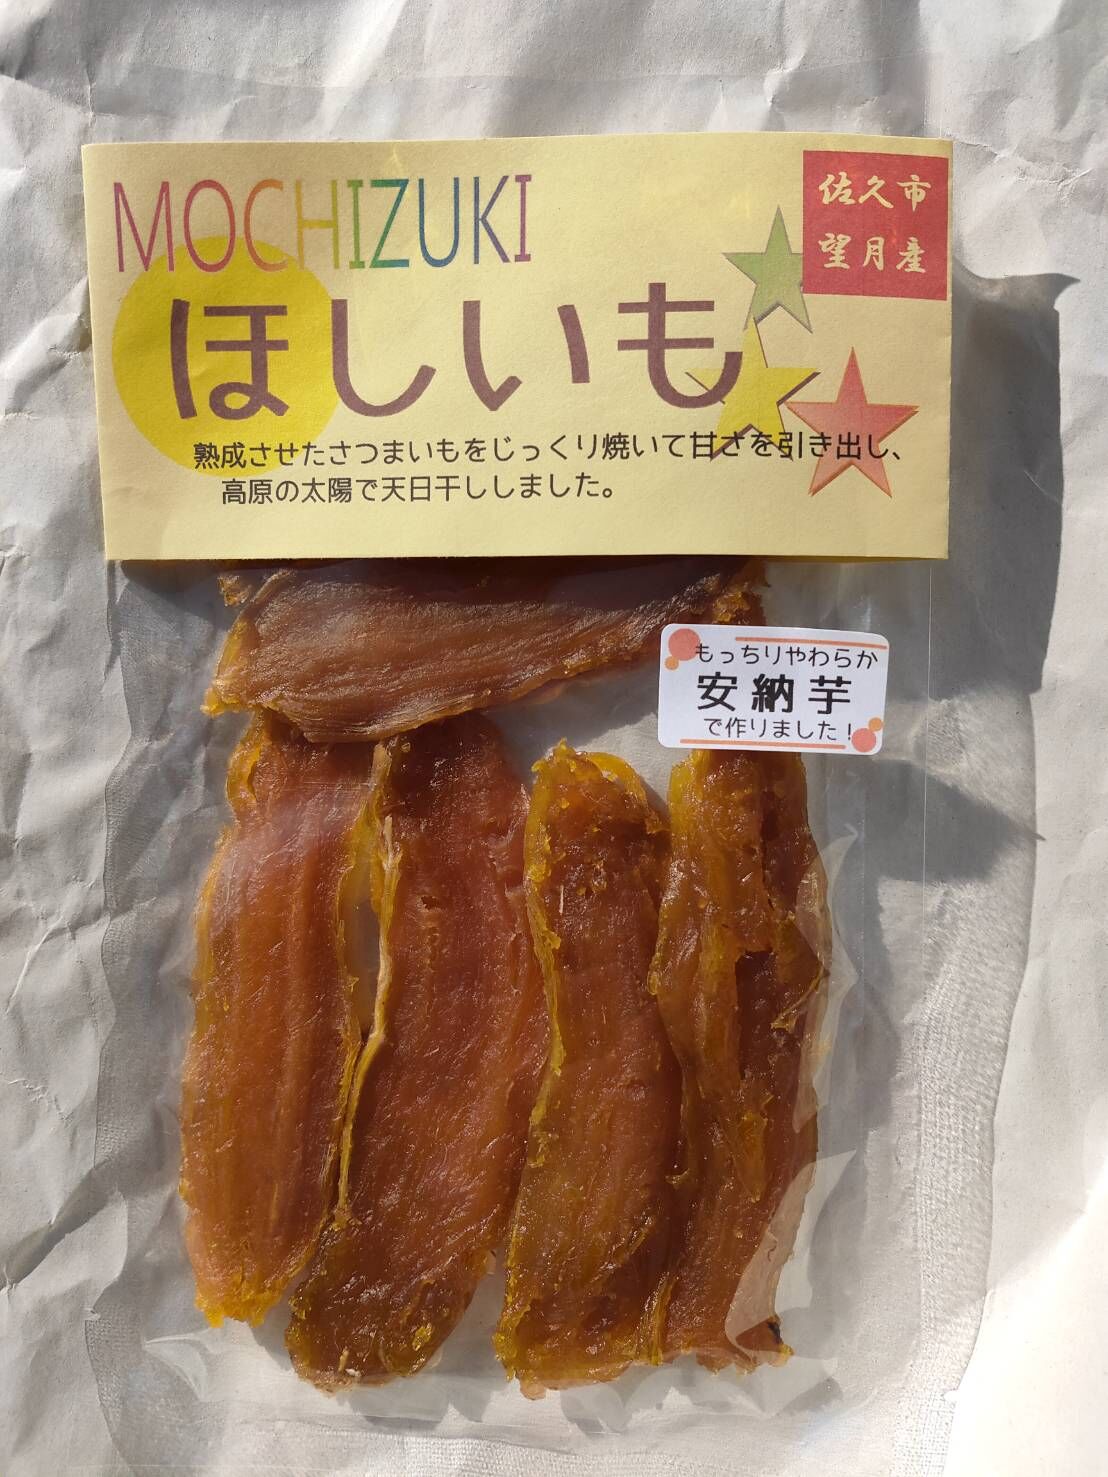 MOCHIZUKI
佐久市
望月産
ほしいも
熟成させたさつまいもをじっくり焼いて甘さを引き出し、
高原の太陽で天日干ししました。
もっちりやわらか
安納芋
で作りました！